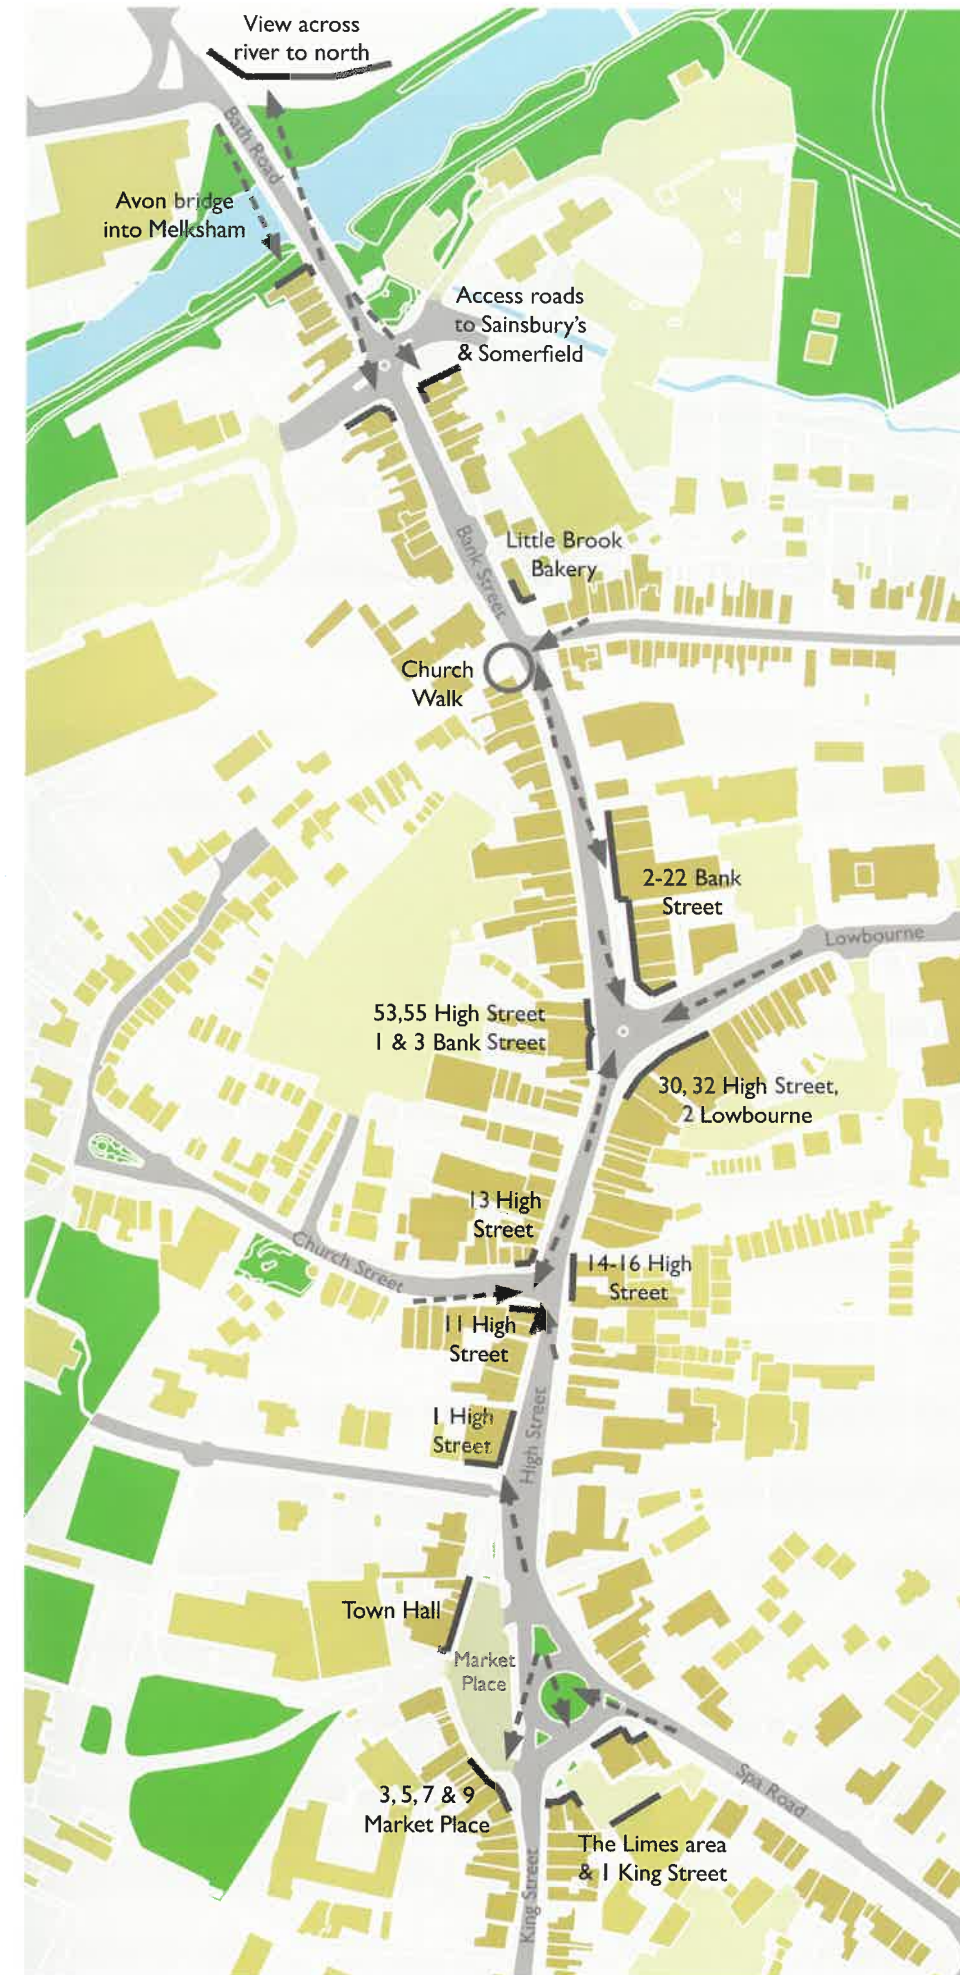 View across
river to north
Bath Road
Avon bridge
into Melksham
Access roads
to Sainsbury's
& Somerfield
Bank Street
Little Brook
Bakery
Church
Walk
2-22 Bank
Street
Lowbourne
53,55 High Street
1 & 3 Bank Street
30, 32 High Street,
2 Lowbourne
13 High
Street
Church Street
14-16 High
Street
11 High
Street
1 High
Street
High Street
Town Hall
Market
Place
Spa Road
3, 5, 7 & 9
Market Place
The Limes area
& 1 King Street
King Street